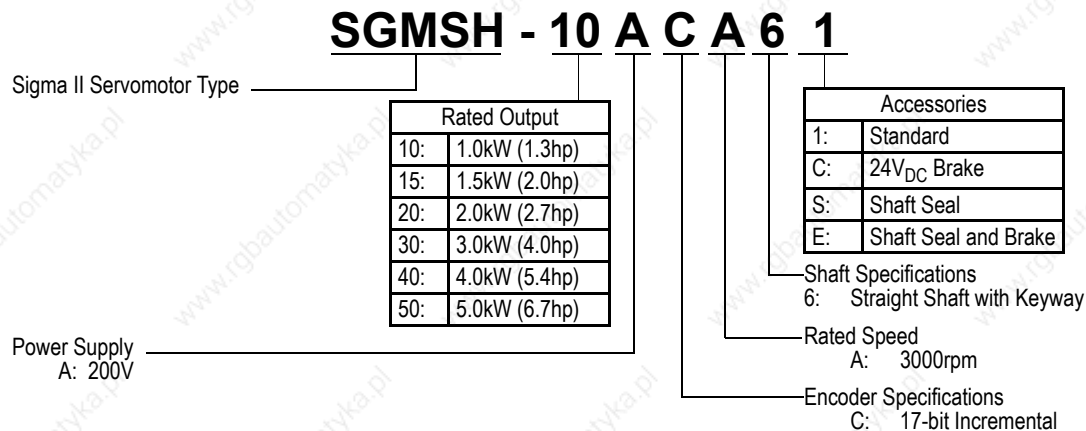 SGMSH - 10 A C A 6 1
Sigma II Servomotor Type
Rated Output
10: 1.0kW (1.3hp)
15: 1.5kW (2.0hp)
20: 2.0kW (2.7hp)
30: 3.0kW (4.0hp)
40: 4.0kW (5.4hp)
50: 5.0kW (6.7hp)
Accessories
1: Standard
C: 24VDC Brake
S: Shaft Seal
E: Shaft Seal and Brake
Shaft Specifications
6: Straight Shaft with Keyway
Power Supply
A: 200V
Rated Speed
A: 3000rpm
Encoder Specifications
C: 17-bit Incremental
www.rgbautomatyka.pl